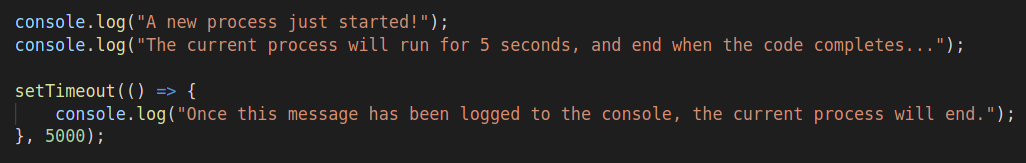 console.log("A new process just started!");
console.log("The current process will run for 5 seconds, and end when the code completes...");
setTimeout(() => {
console.log("Once this message has been logged to the console, the current process will end.");
}, 5000);